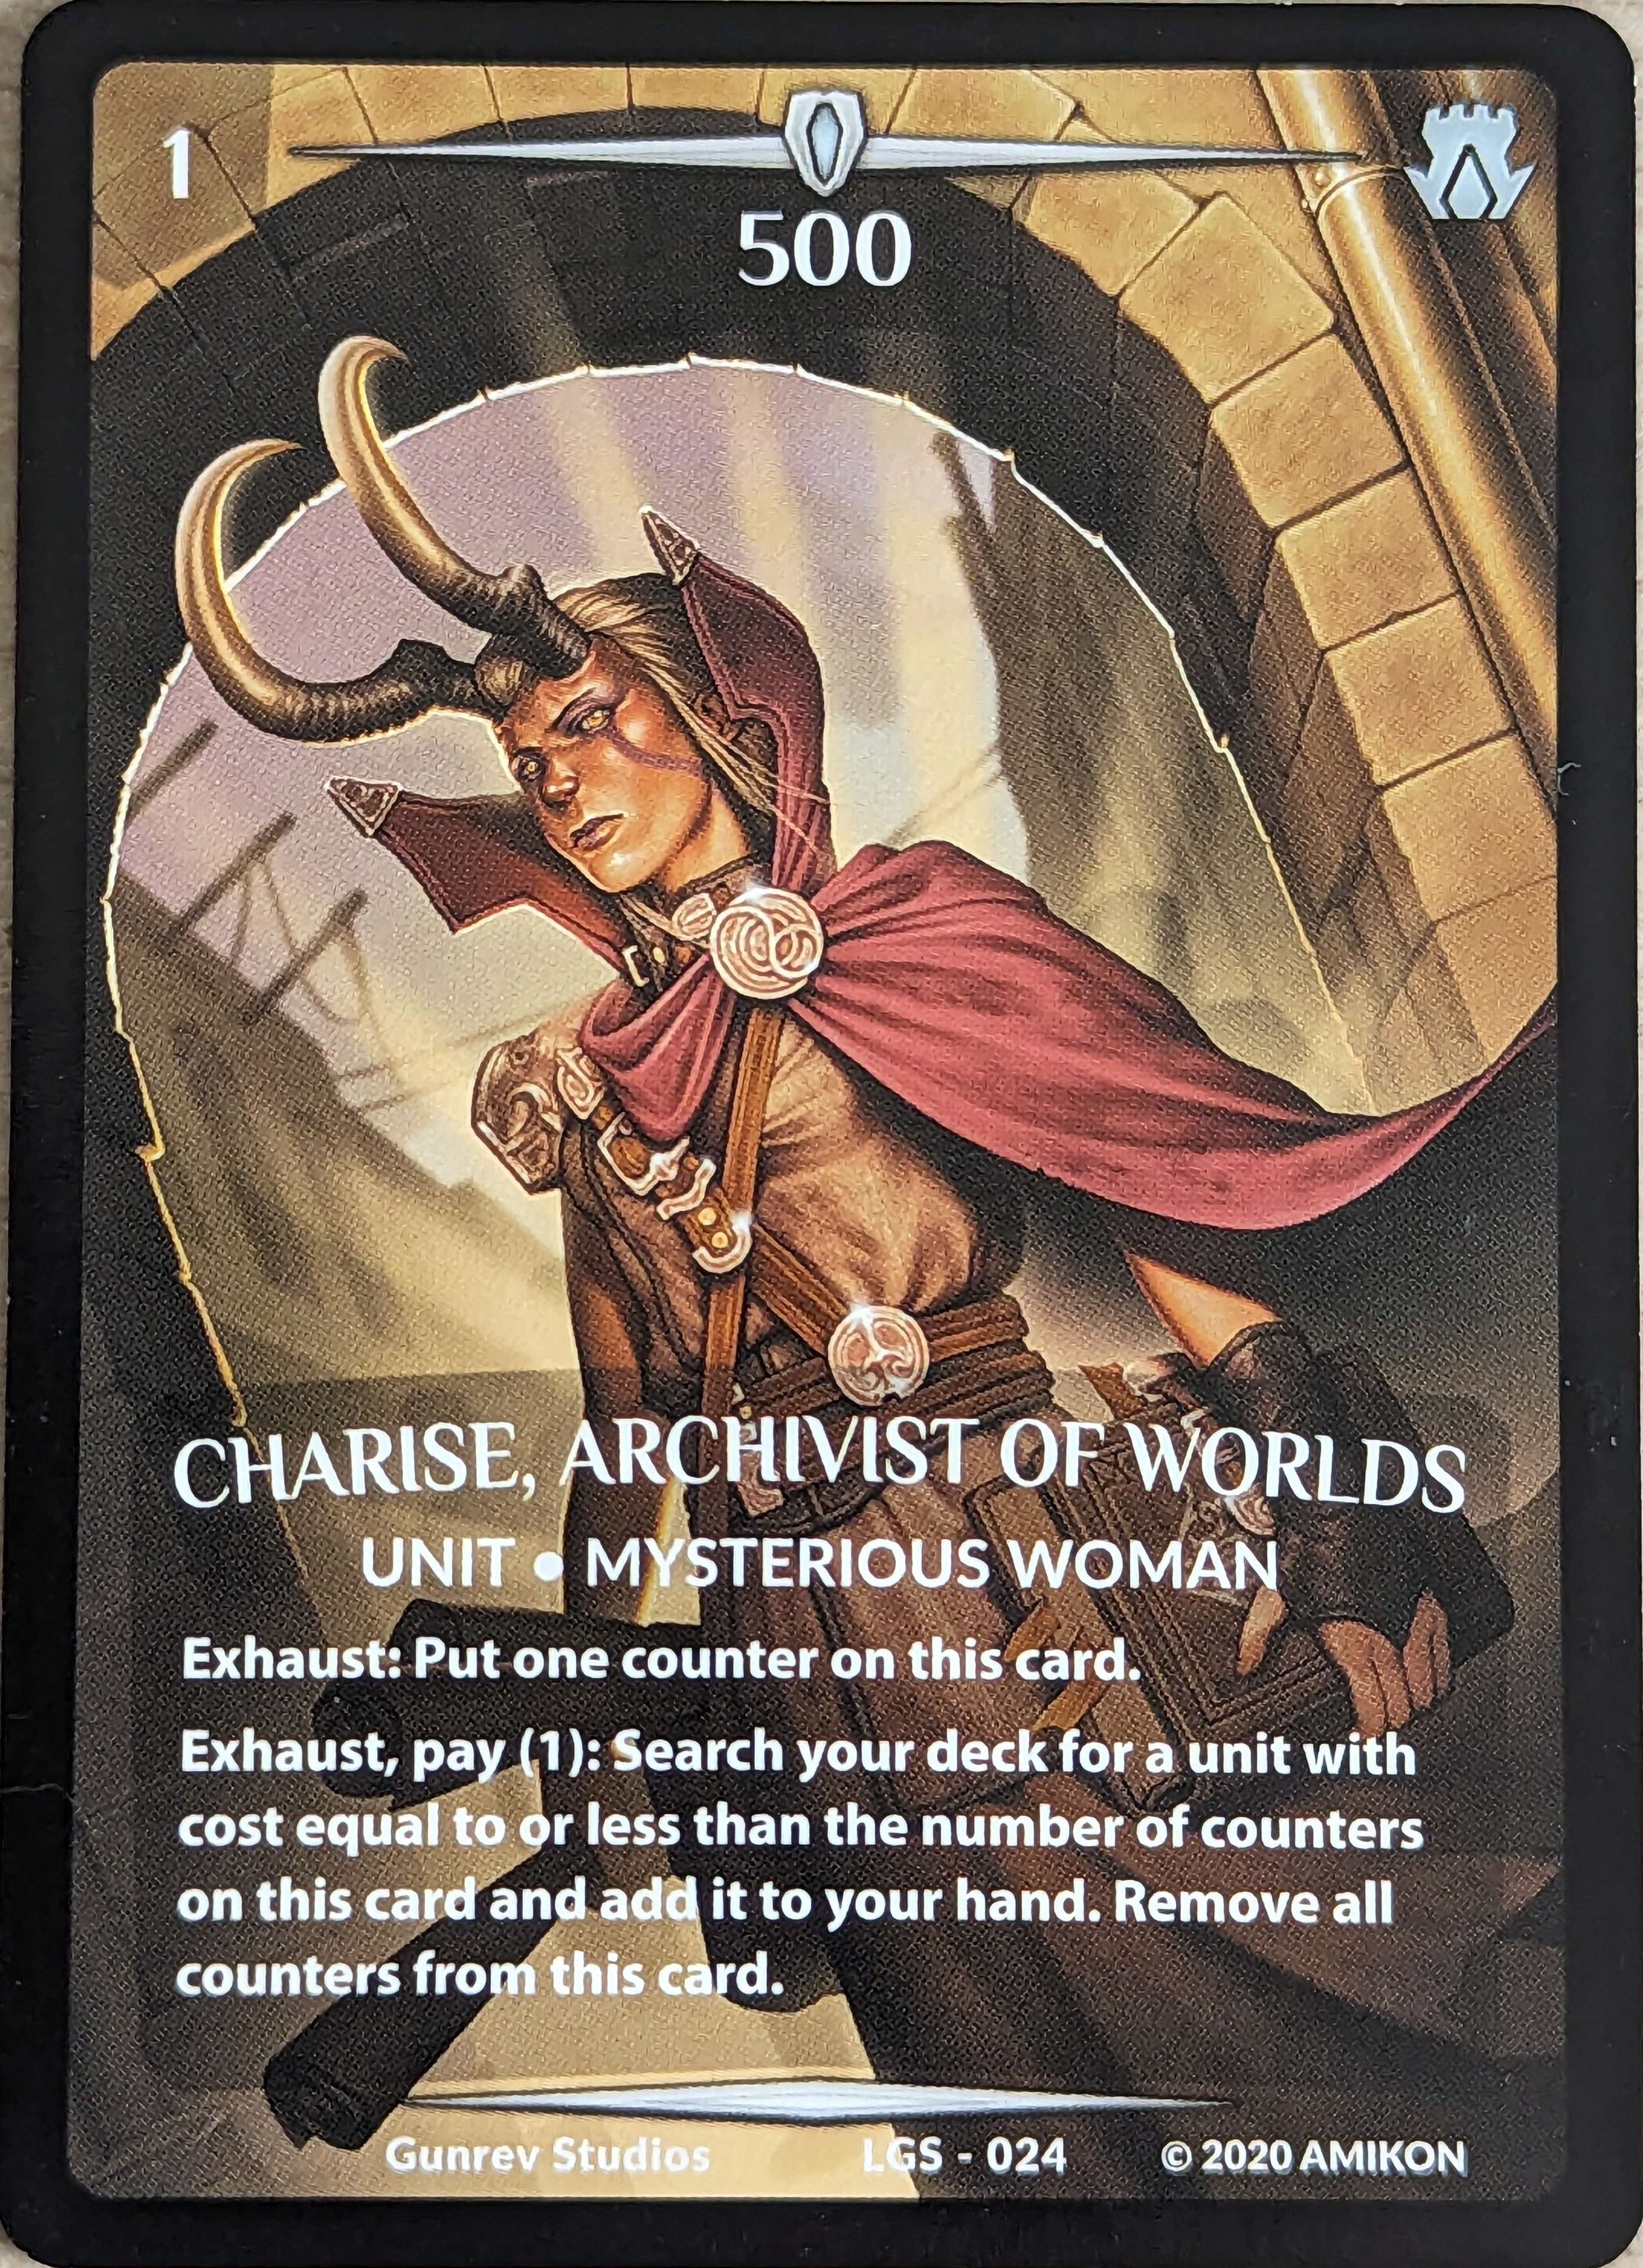 1
500
CHARISE, ARCHIVIST OF WORLDS
UNIT • MYSTERIOUS WOMAN
Exhaust: Put one counter on this card.
Exhaust, pay (1): Search your deck for a unit with
cost equal to or less than the number of counters
on this card and add it to your hand. Remove all
counters from this card.
Gunrev Studios LGS - 024 © 2020 AMIKON